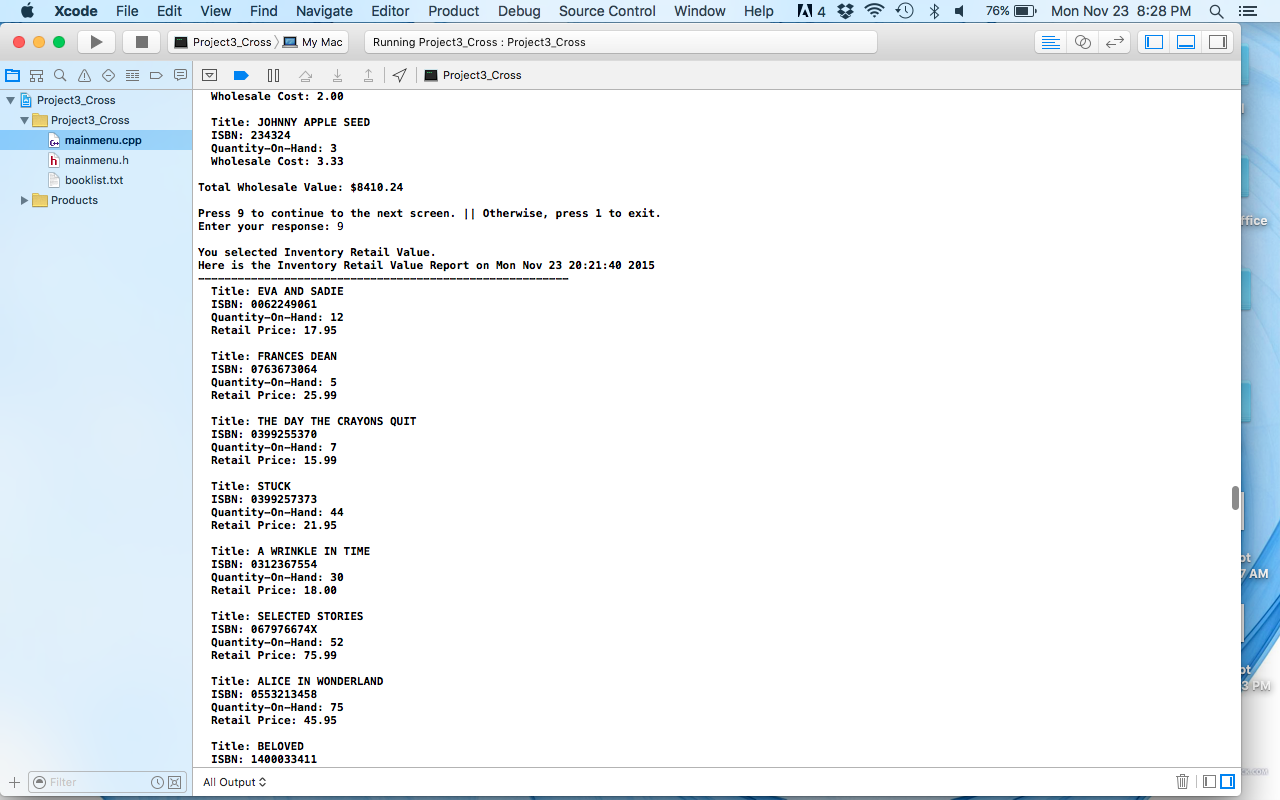 Xcode File Edit View Find Navigate Editor Product Debug Source Control Window Help 4 76% Mon Nov 23 8:28 PM
Project3_Cross My Mac Running Project3_Cross : Project3_Cross
Project3_Cross
Project3_Cross
Project3_Cross
mainmenu.cpp
mainmenu.h
booklist.txt
Products
Filter
Wholesale Cost: 2.00
Title: JOHNNY APPLE SEED
ISBN: 234324
Quantity-On-Hand: 3
Wholesale Cost: 3.33
Total Wholesale Value: $8410.24
Press 9 to continue to the next screen. || Otherwise, press 1 to exit.
Enter your response: 9
You selected Inventory Retail Value.
Here is the Inventory Retail Value Report on Mon Nov 23 20:21:40 2015
--------------------------------------------------------
Title: EVA AND SADIE
ISBN: 0062249061
Quantity-On-Hand: 12
Retail Price: 17.95
Title: FRANCES DEAN
ISBN: 0763673064
Quantity-On-Hand: 5
Retail Price: 25.99
Title: THE DAY THE CRAYONS QUIT
ISBN: 0399255370
Quantity-On-Hand: 7
Retail Price: 15.99
Title: STUCK
ISBN: 0399257373
Quantity-On-Hand: 44
Retail Price: 21.95
Title: A WRINKLE IN TIME
ISBN: 0312367554
Quantity-On-Hand: 30
Retail Price: 18.00
Title: SELECTED STORIES
ISBN: 067976674X
Quantity-On-Hand: 52
Retail Price: 75.99
Title: ALICE IN WONDERLAND
ISBN: 0553213458
Quantity-On-Hand: 75
Retail Price: 45.95
Title: BELOVED
ISBN: 1400033411
All Output
ffice
ot
7 AM
ot
3 PM